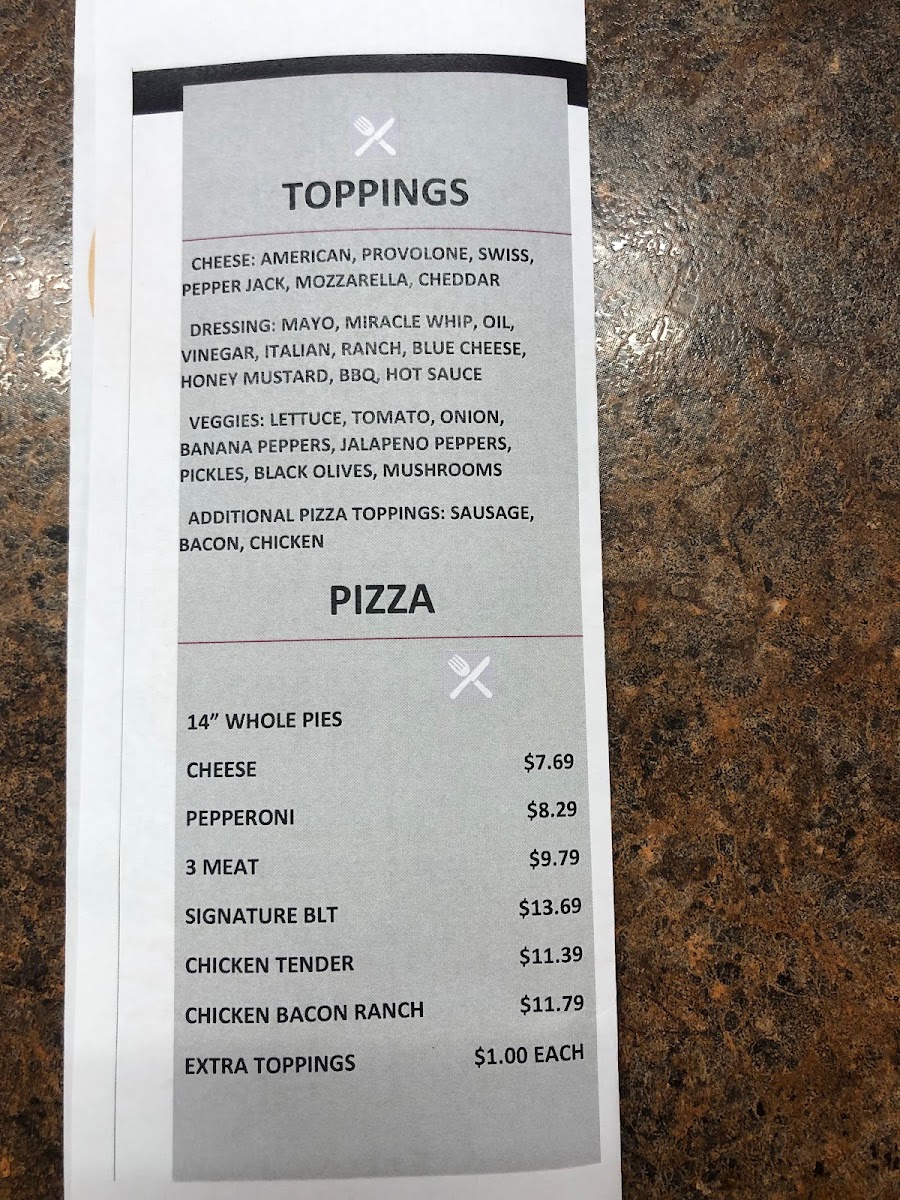 TOPPINGS
CHEESE: AMERICAN, PROVOLONE, SWISS,
PEPPER JACK, MOZZARELLA, CHEDDAR
DRESSING: MAYO, MIRACLE WHIP, OIL,
VINEGAR, ITALIAN, RANCH, BLUE CHEESE,
HONEY MUSTARD, BBQ, HOT SAUCE
VEGGIES: LETTUCE, TOMATO, ONION,
BANANA PEPPERS, JALAPENO PEPPERS,
PICKLES, BLACK OLIVES, MUSHROOMS
ADDITIONAL PIZZA TOPPINGS: SAUSAGE,
BACON, CHICKEN
PIZZA
14” WHOLE PIES
CHEESE $7.69
PEPPERONI $8.29
3 MEAT $9.79
SIGNATURE BLT $13.69
CHICKEN TENDER $11.39
CHICKEN BACON RANCH $11.79
EXTRA TOPPINGS $1.00 EACH